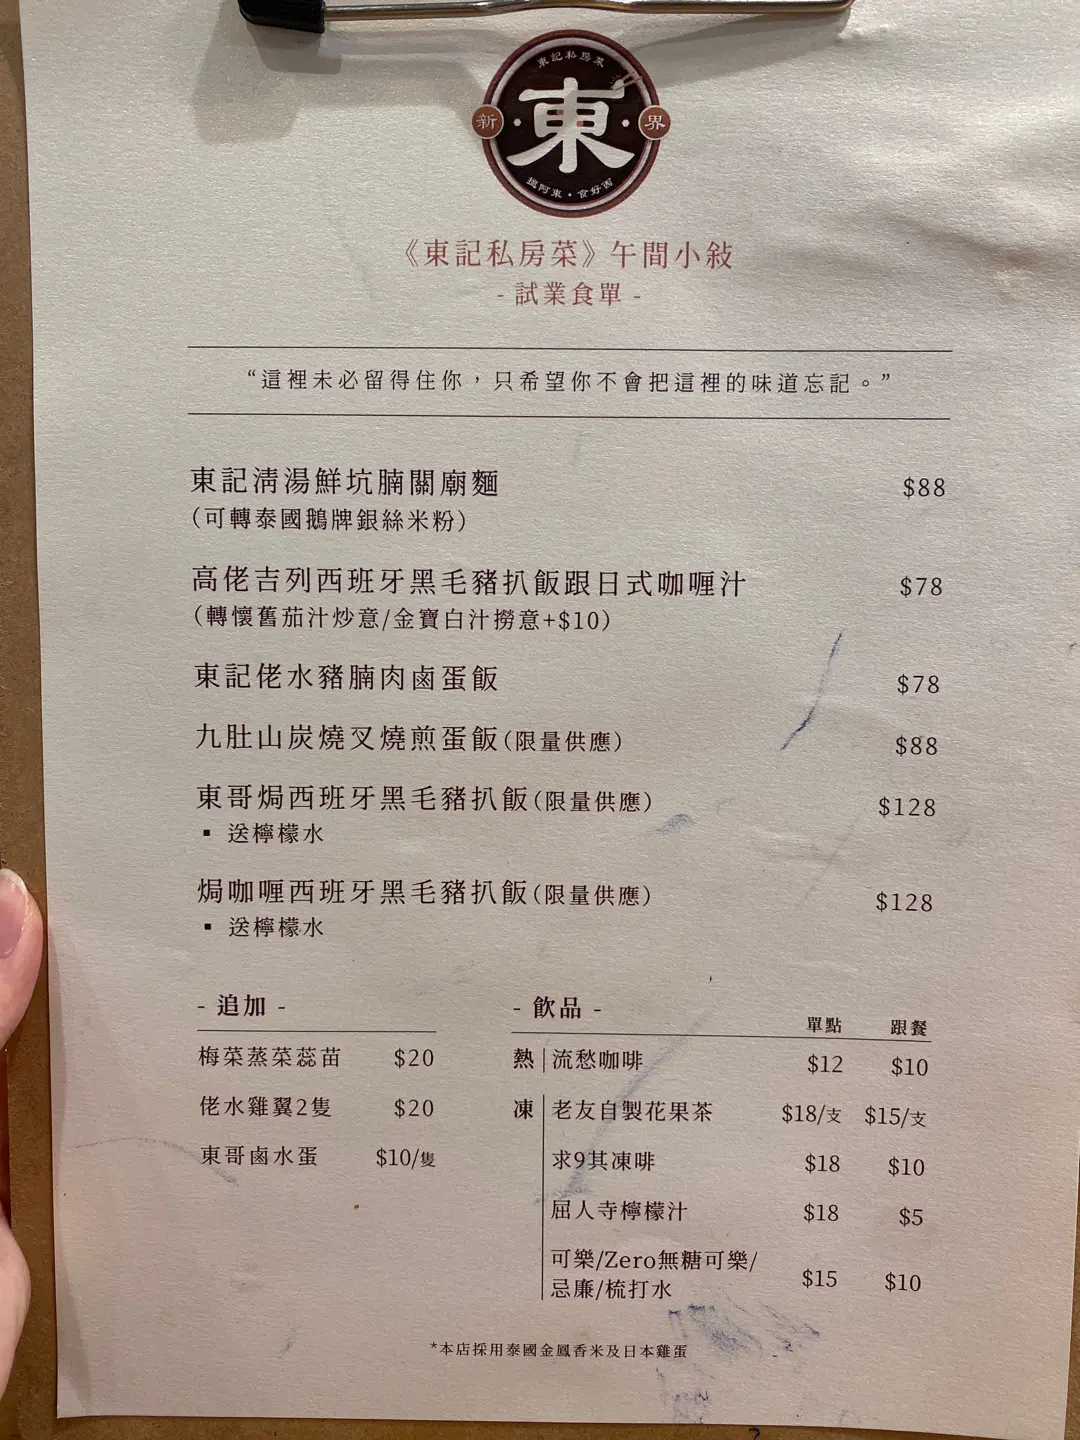 東記私房菜
新
東
界
搵阿東・食好西
《東記私房菜》午間小敍
- 試業食單 -
“這裡未必留得住你，只希望你不會把這裡的味道忘記。”
東記淸湯鮮坑腩關廟麵 $88
(可轉泰國鵝牌銀絲米粉)
高佬吉列西班牙黑毛豬扒飯跟日式咖喱汁 $78
(轉懷舊茄汁炒意/金寶白汁撈意+$10)
東記佬水豬腩肉鹵蛋飯 $78
九肚山炭燒叉燒煎蛋飯(限量供應) $88
東哥焗西班牙黑毛豬扒飯(限量供應) $128
▪ 送檸檬水
焗咖喱西班牙黑毛豬扒飯(限量供應) $128
▪ 送檸檬水
- 追加 -
梅菜蒸菜蕊苗 $20
佬水雞翼2隻 $20
東哥鹵水蛋 $10/隻
- 飲品 -
單點 跟餐
熱 流愁咖啡 $12 $10
凍 老友自製花果茶 $18/支 $15/支
求9其凍啡 $18 $10
屈人寺檸檬汁 $18 $5
可樂/Zero無糖可樂/
忌廉/梳打水 $15 $10
*本店採用泰國金鳳香米及日本雞蛋